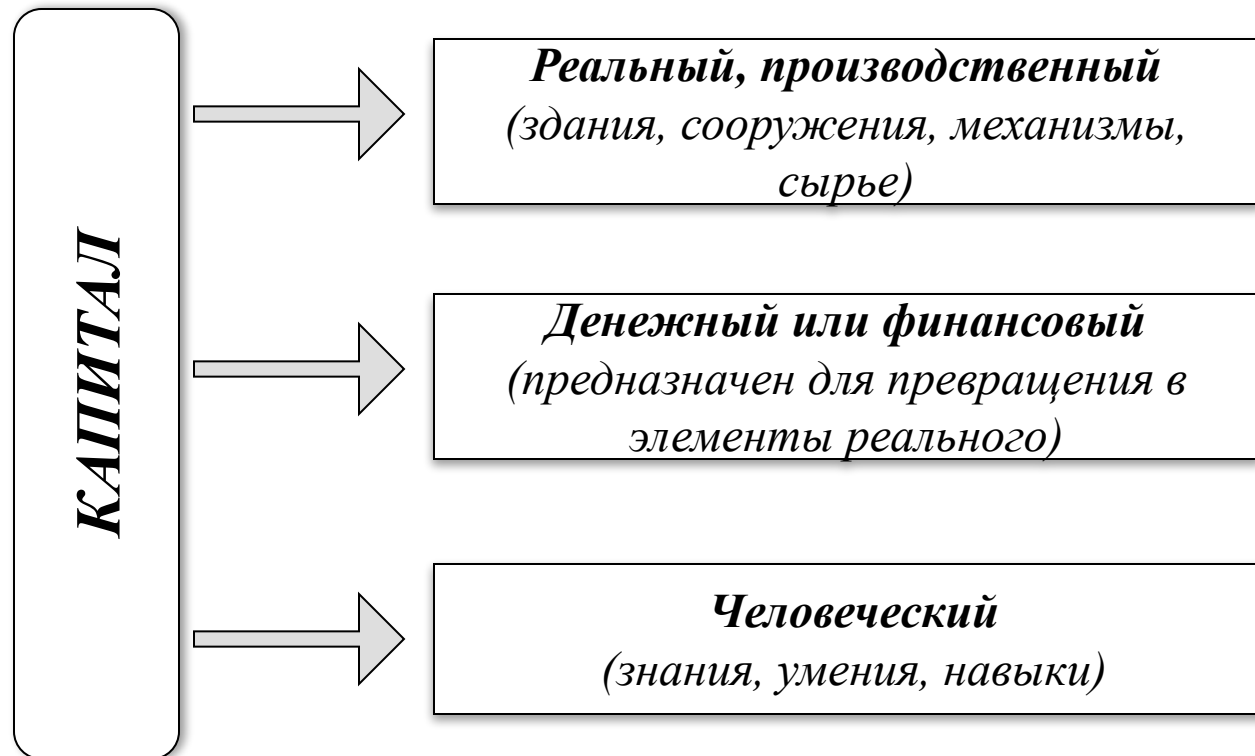 КАПИТАЛ
Реальный, производственный
(здания, сооружения, механизмы,
сырье)
Денежный или финансовый
(предназначен для превращения в
элементы реального)
Человеческий
(знания, умения, навыки)